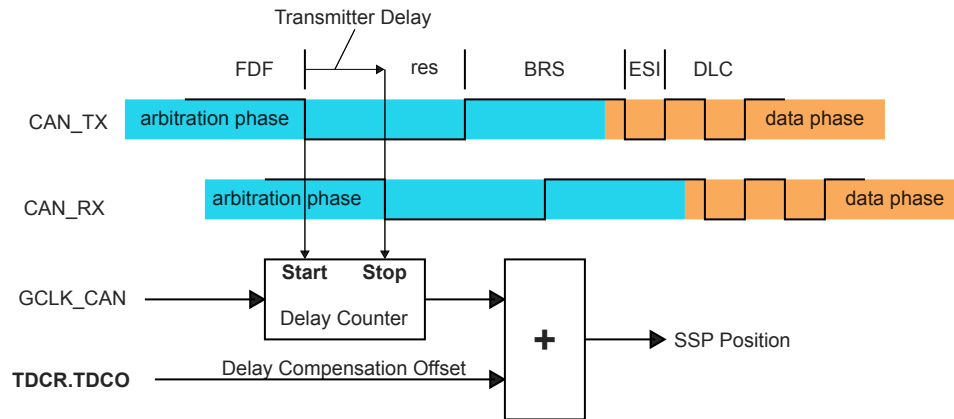 Transmitter Delay
FDF res BRS ESI DLC
CAN_TX arbitration phase data phase
CAN_RX arbitration phase data phase
Start Stop
GCLK_CAN Delay Counter
+ SSP Position
TDCR.TDCO Delay Compensation Offset